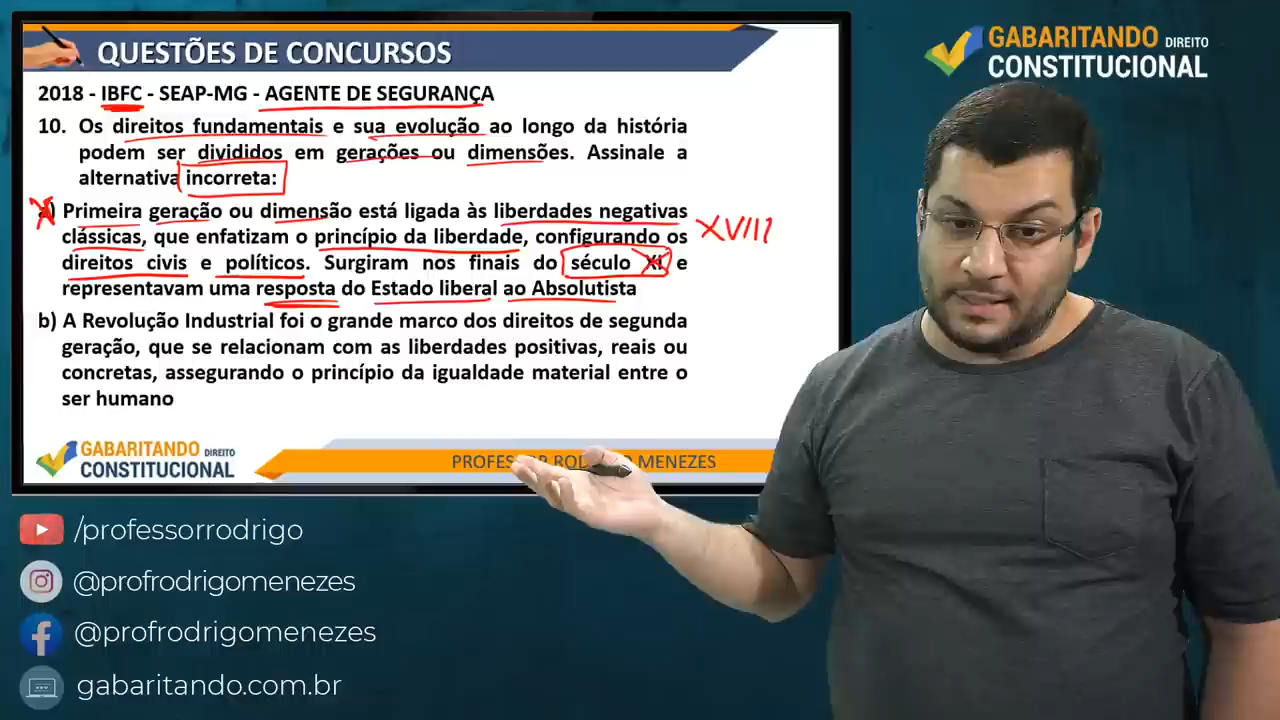 QUESTÕES DE CONCURSOS
2018 - IBFC - SEAP-MG - AGENTE DE SEGURANÇA
10. Os direitos fundamentais e sua evolução ao longo da história
podem ser divididos em gerações ou dimensões. Assinale a
alternativa incorreta:
a) Primeira geração ou dimensão está ligada às liberdades negativas
clássicas, que enfatizam o princípio da liberdade, configurando os
direitos civis e políticos. Surgiram nos finais do século XI e
representavam uma resposta do Estado liberal ao Absolutista
XVIII
b) A Revolução Industrial foi o grande marco dos direitos de segunda
geração, que se relacionam com as liberdades positivas, reais ou
concretas, assegurando o princípio da igualdade material entre o
ser humano
GABARITANDO DIREITO
CONSTITUCIONAL
PROFESSOR MENEZES
GABARITANDO DIREITO
CONSTITUCIONAL
/professorrodrigo
@profrodrigomenezes
@profrodrigomenezes
gabaritando.com.br